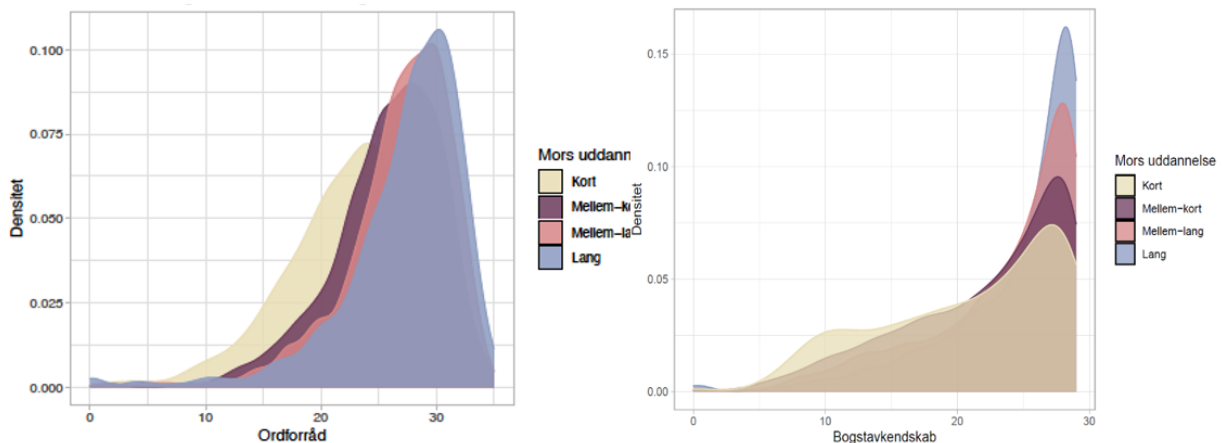 0.100
0.075
0.050
0.025
0.000
Densitet
0
10
20
30
Ordforråd
Mors uddann
Kort
Mellem-k
Mellem-la
Lang
0.15
0.10
0.05
0.00
Densitet
0
10
20
30
Bogstavkendskab
Mors uddannelse
Kort
Mellem-kort
Mellem-lang
Lang